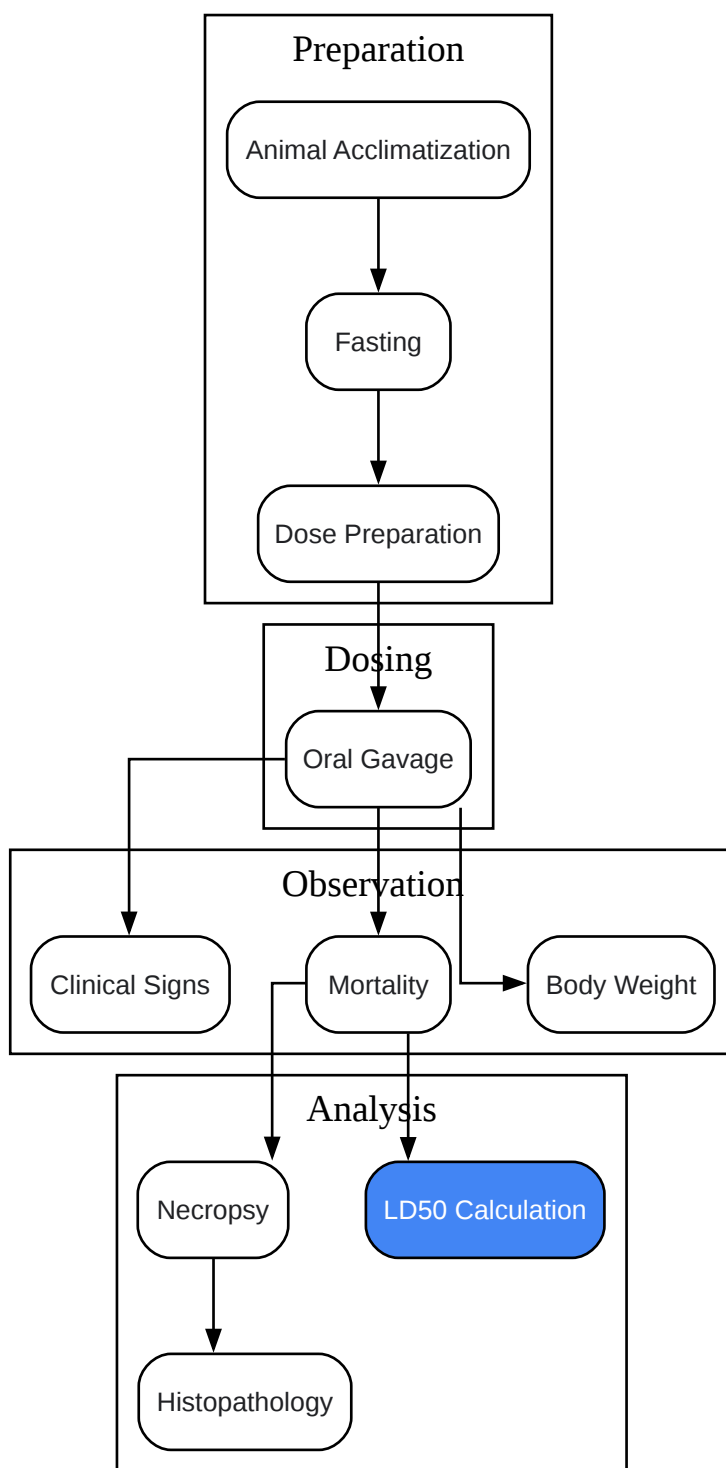 Preparation
Animal Acclimatization
Fasting
Dose Preparation
Dosing
Oral Gavage
Observation
Clinical Signs
Mortality
Body Weight
Analysis
Necropsy
LD50 Calculation
Histopathology